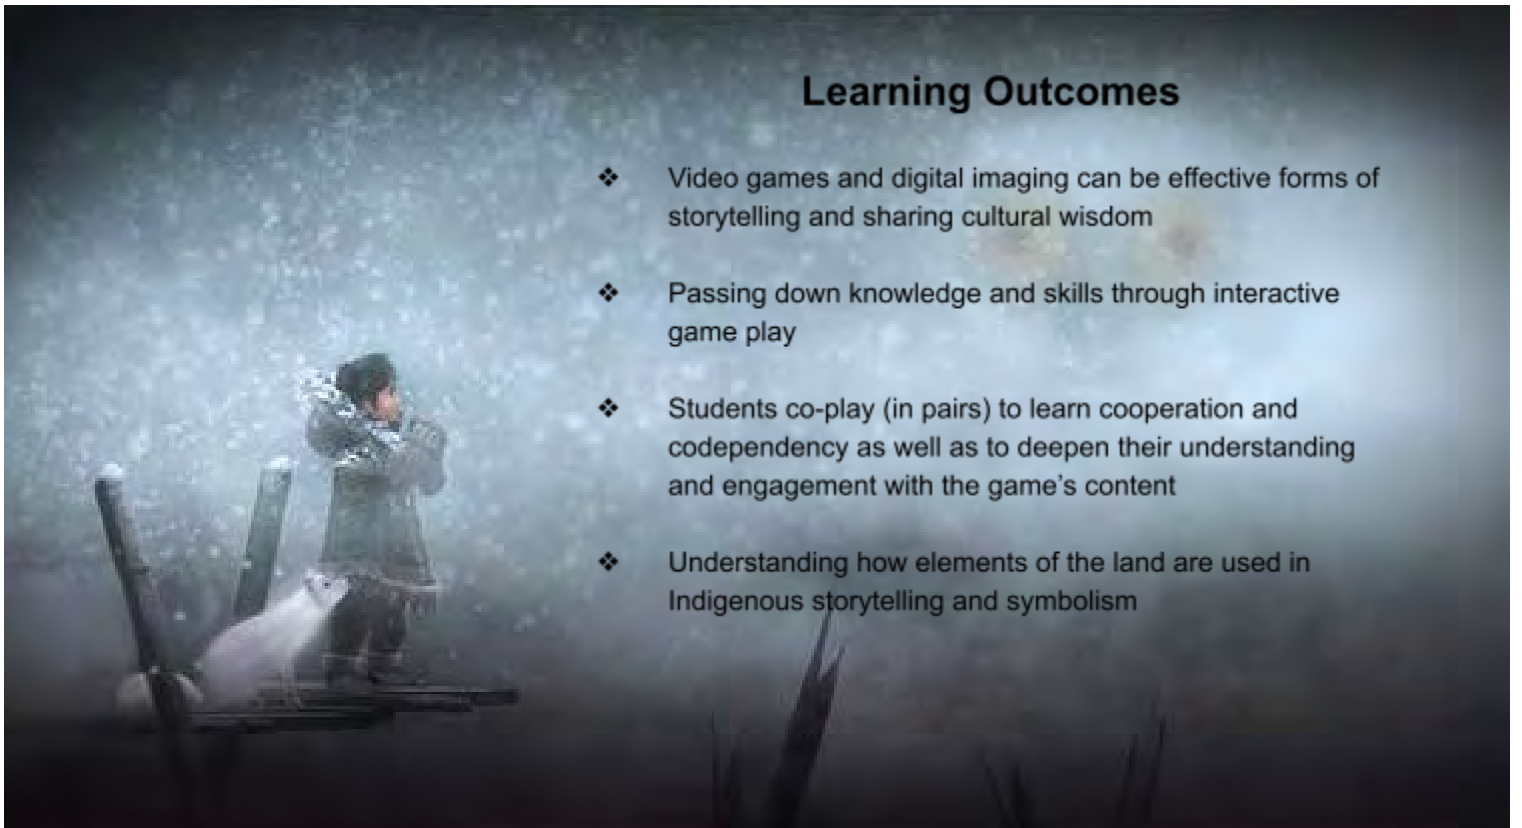 Learning Outcomes
❖ Video games and digital imaging can be effective forms of
storytelling and sharing cultural wisdom
❖ Passing down knowledge and skills through interactive
game play
❖ Students co-play (in pairs) to learn cooperation and
codependency as well as to deepen their understanding
and engagement with the game’s content
❖ Understanding how elements of the land are used in
Indigenous storytelling and symbolism